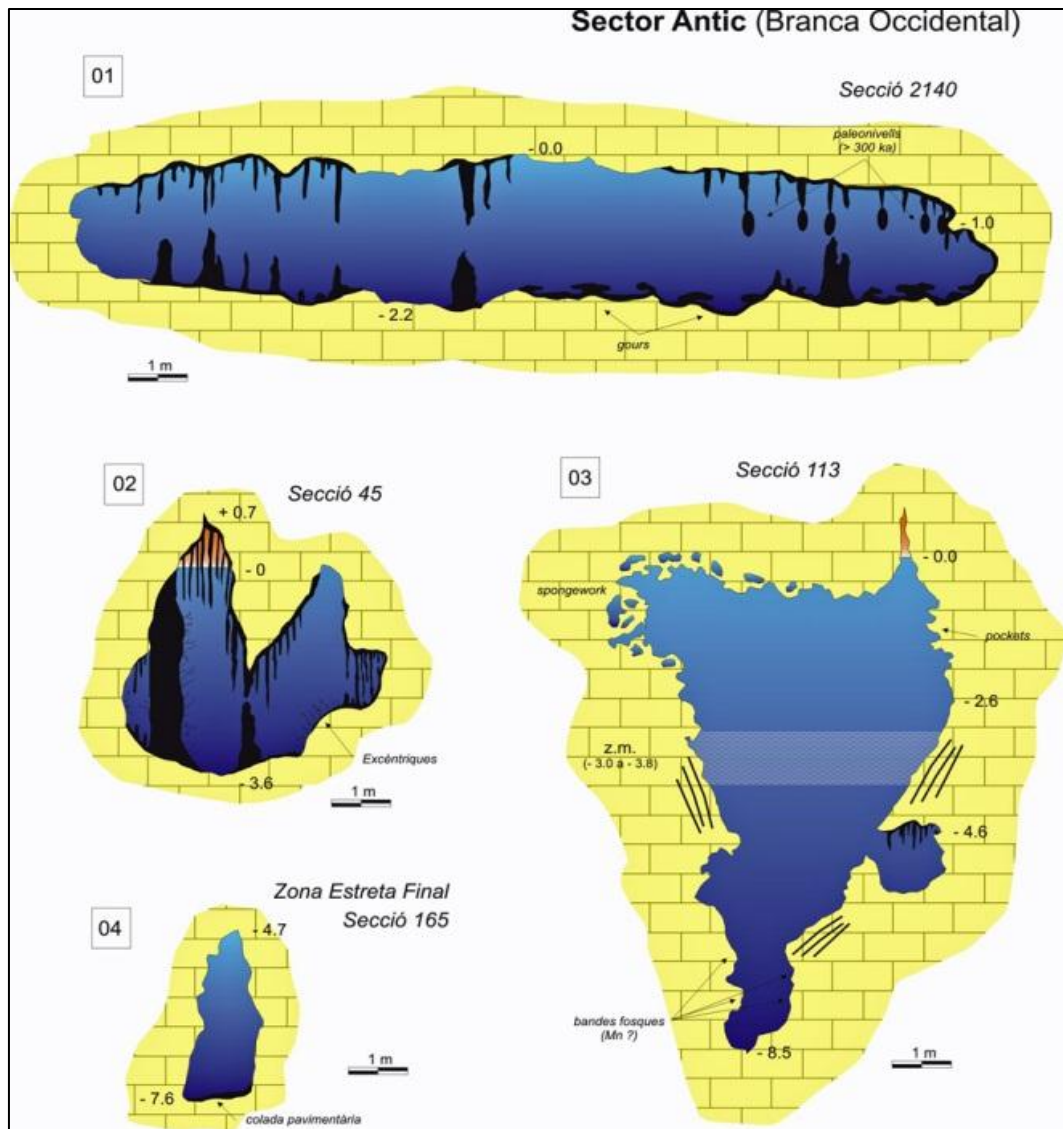 Sector Antic (Branca Occidental)
01
Secció 2140
paleonivells
(> 300 ka)
- 0.0
- 1.0
- 2.2
gours
1 m
02
Secció 45
+ 0.7
- 0
Excèntriques
- 3.6
1 m
03
Secció 113
- 0.0
spongework
pockets
- 2.6
z.m.
(- 3.0 a - 3.8)
- 4.6
bandes fosques
(Mn ?)
- 8.5
1 m
Zona Estreta Final
Secció 165
04
- 4.7
1 m
- 7.6
colada pavimentària